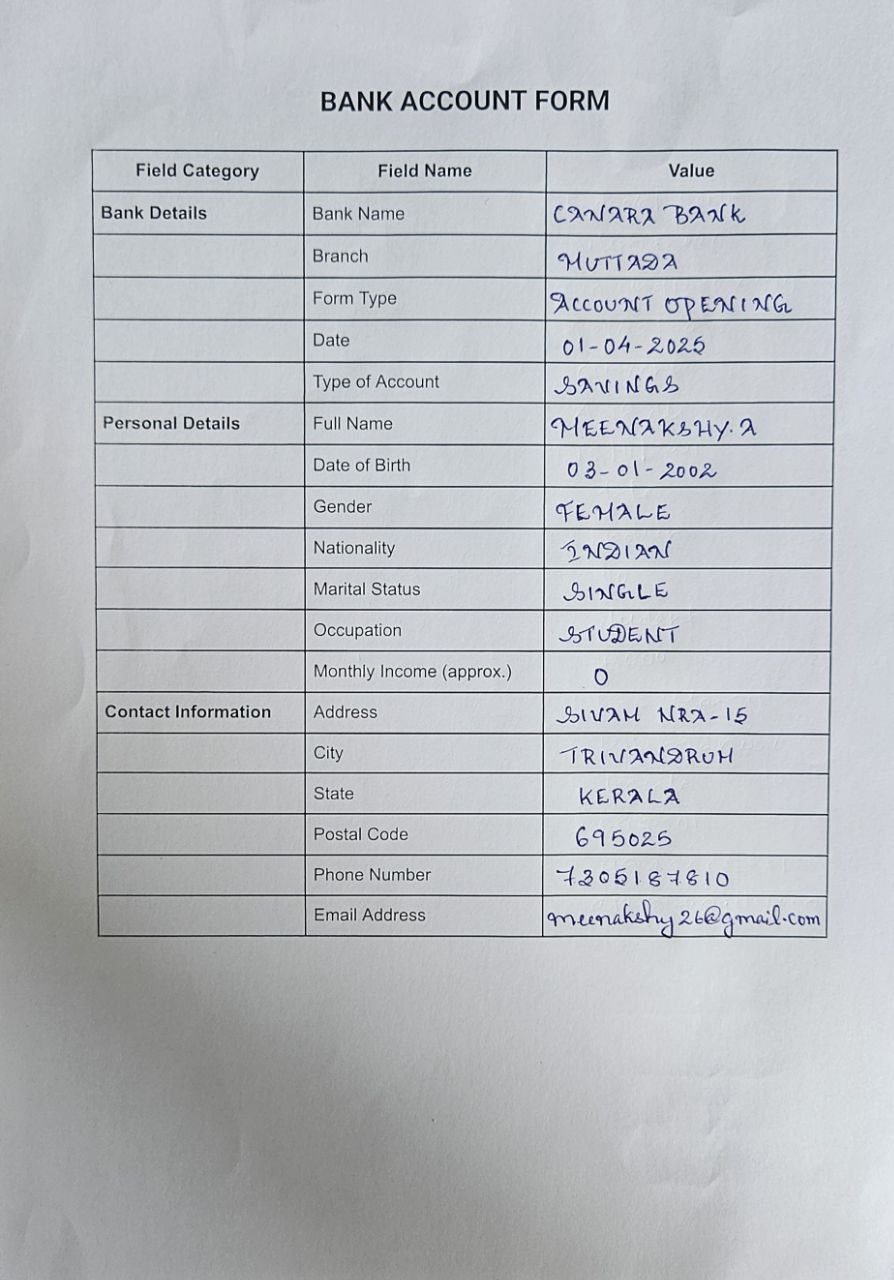 BANK ACCOUNT FORM
Field Category Field Name Value
Bank Details Bank Name CANARA BANK
Branch MUTTADA
Form Type ACCOUNT OPENING
Date 01-04-2025
Type of Account SAVINGS
Personal Details Full Name MEENAKSHY.A
Date of Birth 03-01-2002
Gender FEMALE
Nationality INDIAN
Marital Status SINGLE
Occupation STUDENT
Monthly Income (approx.) 0
Contact Information Address SIVAM NRA-15
City TRIVANDRUM
State KERALA
Postal Code 695025
Phone Number 7305187810
Email Address meenakshy26@gmail.com